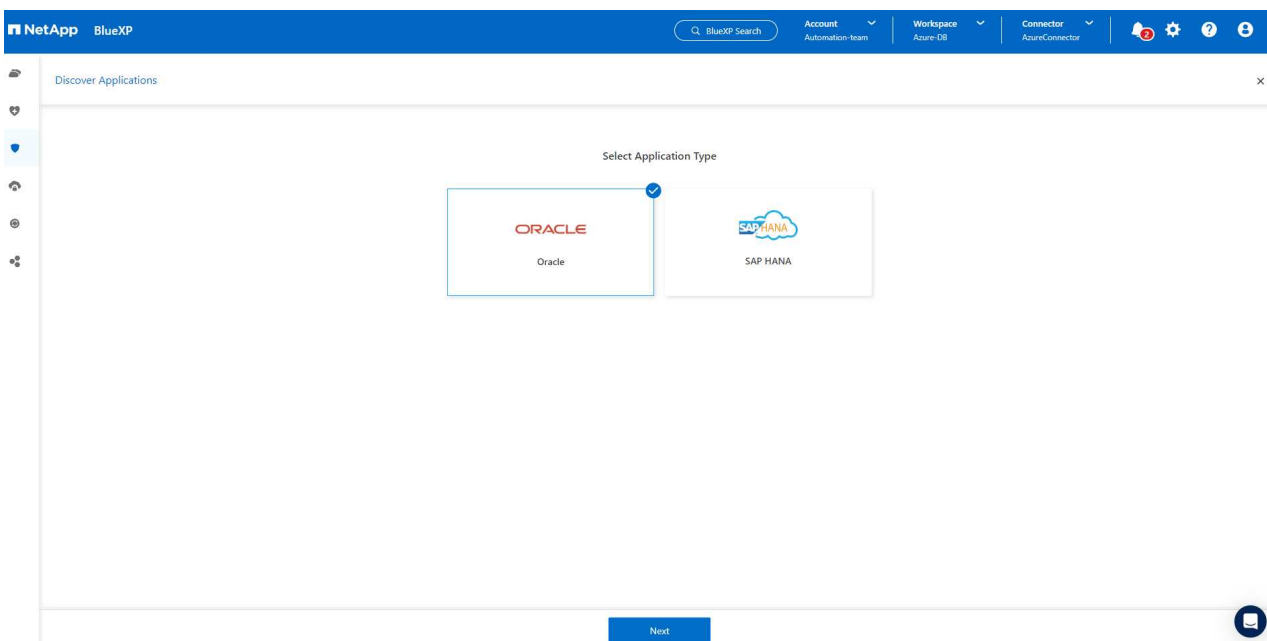 NetApp BlueXP
BlueXP Search
Account
Automation-team
Workspace
Azure-DB
Connector
AzureConnector
2
Discover Applications
Select Application Type
ORACLE
Oracle
SAP HANA
SAP HANA
Next